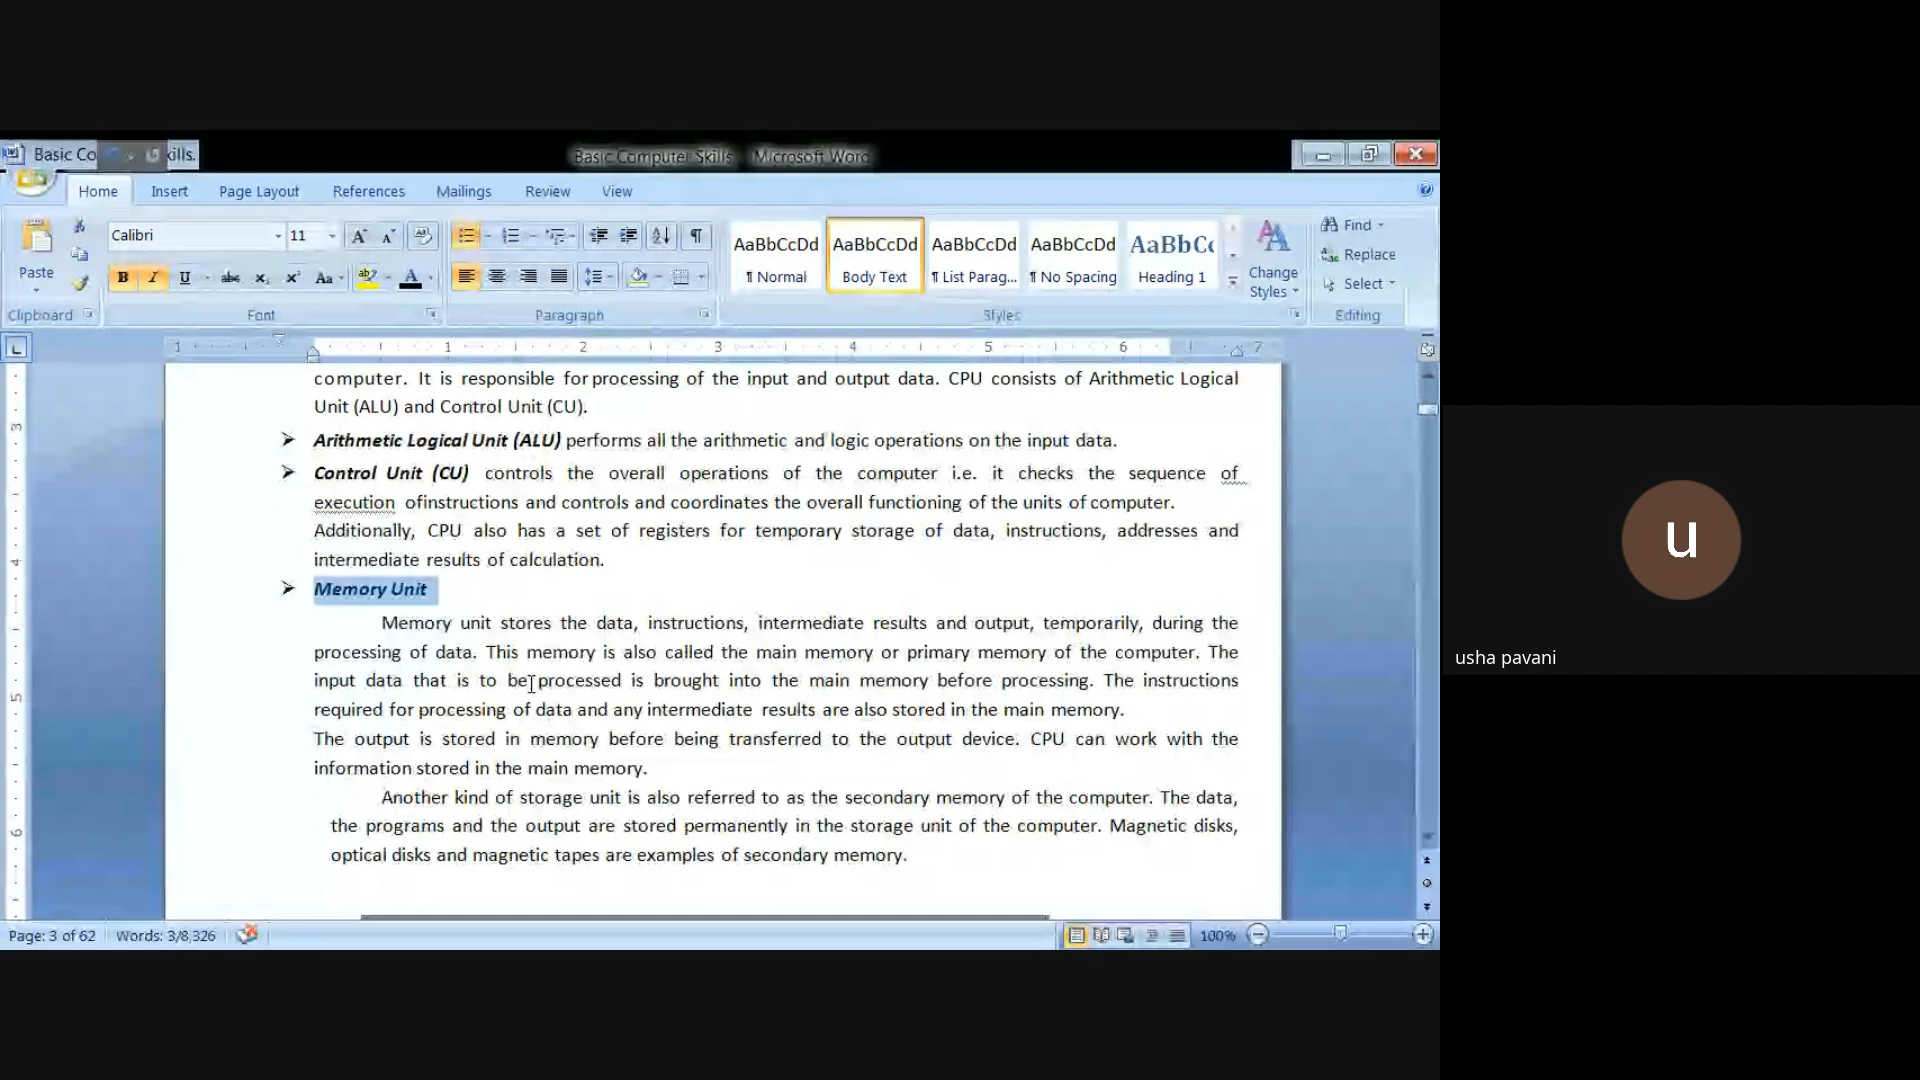 Basic Co ills. Basic Computer Skills - Microsoft Word
Home Insert Page Layout References Mailings Review View
Calibri 11 AaBbCcDd AaBbCcDd AaBbCcDd AaBbCcDd AaBbC Find
Replace
Paste B I U abc x₂ x² Aa ab A ¶ Normal Body Text ¶ List Parag... ¶ No Spacing Heading 1 Change Styles Select
Clipboard Font Paragraph Styles Editing
1 1 2 3 4 5 6 7
computer. It is responsible for processing of the input and output data. CPU consists of Arithmetic Logical
Unit (ALU) and Control Unit (CU).
➢ Arithmetic Logical Unit (ALU) performs all the arithmetic and logic operations on the input data.
➢ Control Unit (CU) controls the overall operations of the computer i.e. it checks the sequence of
execution ofinstructions and controls and coordinates the overall functioning of the units of computer.
Additionally, CPU also has a set of registers for temporary storage of data, instructions, addresses and
intermediate results of calculation.
➢ Memory Unit
Memory unit stores the data, instructions, intermediate results and output, temporarily, during the
processing of data. This memory is also called the main memory or primary memory of the computer. The
input data that is to be processed is brought into the main memory before processing. The instructions
required for processing of data and any intermediate results are also stored in the main memory.
The output is stored in memory before being transferred to the output device. CPU can work with the
information stored in the main memory.
Another kind of storage unit is also referred to as the secondary memory of the computer. The data,
the programs and the output are stored permanently in the storage unit of the computer. Magnetic disks,
optical disks and magnetic tapes are examples of secondary memory.
Page: 3 of 62 Words: 3/8,326 100%
u
usha pavani